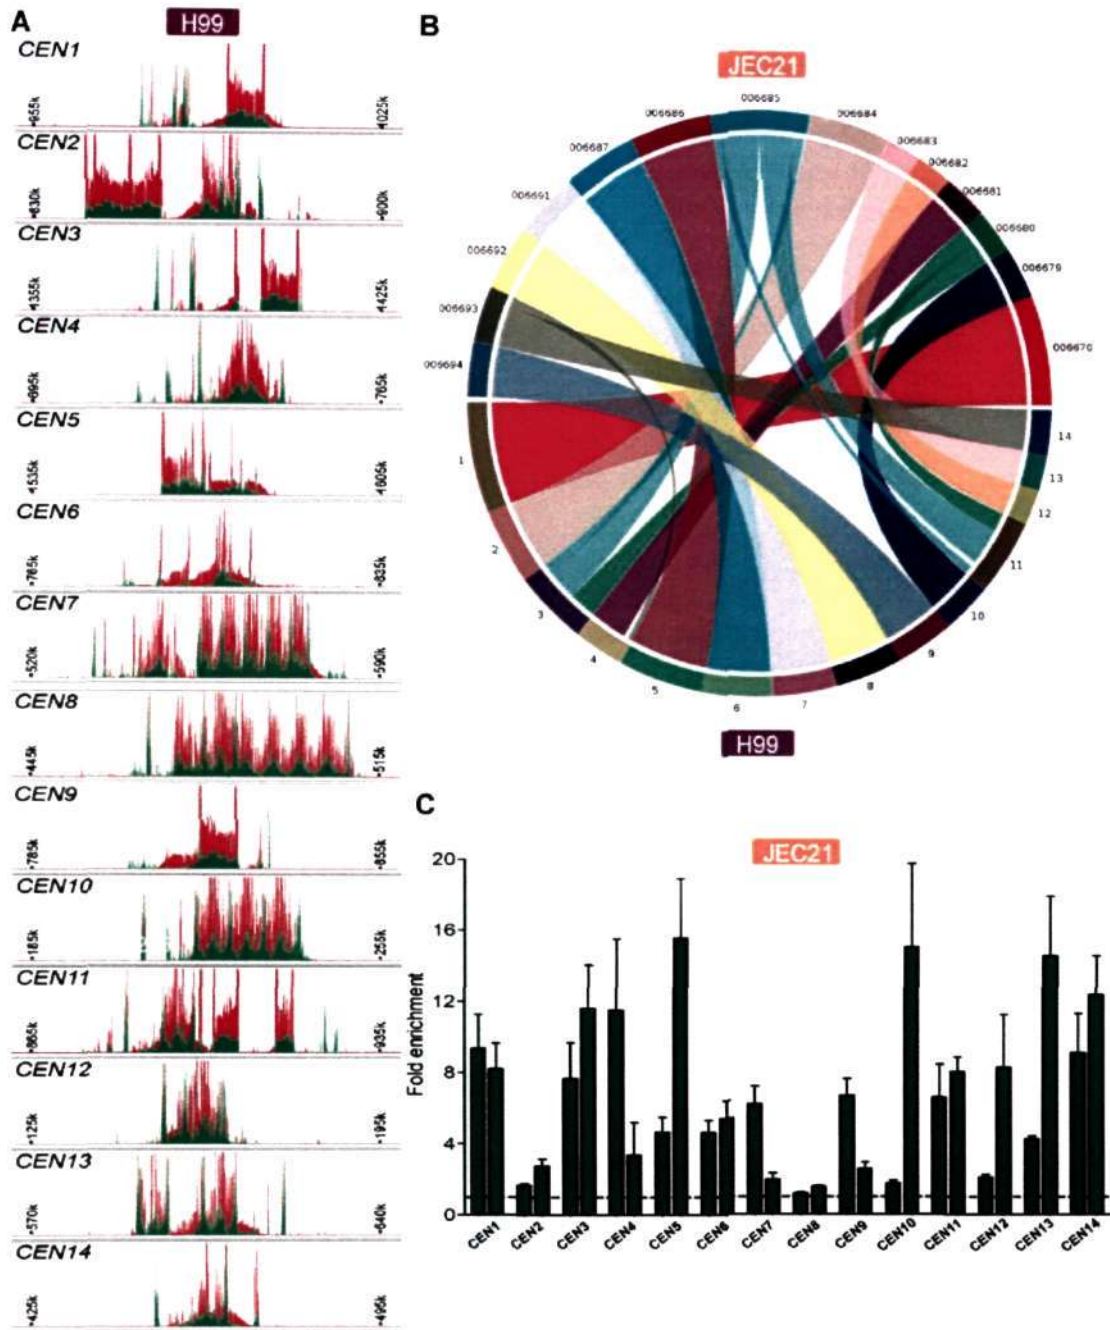 A
H99
CEN1
955k
1025k
CEN2
830k
900k
CEN3
1355k
1425k
CEN4
695k
765k
CEN5
1535k
1605k
CEN6
765k
835k
CEN7
520k
590k
CEN8
445k
515k
CEN9
785k
855k
CEN10
185k
255k
CEN11
865k
935k
CEN12
125k
195k
CEN13
570k
640k
CEN14
425k
495k
B
JEC21
006685
006686
006684
006687
006683
006682
006691
006681
006680
006692
006679
006693
006670
006694
14
1
13
12
2
11
3
10
4
9
5
8
6
7
H99
C
JEC21
20
16
12
8
4
0
Fold enrichment
CEN1
CEN2
CEN3
CEN4
CEN5
CEN6
CEN7
CEN8
CEN9
CEN10
CEN11
CEN12
CEN13
CEN14